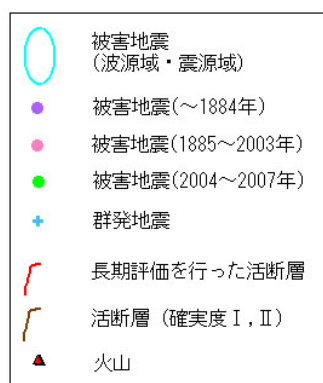 被害地震
(波源域・震源域)
被害地震(～1884年)
被害地震(1885～2003年)
被害地震(2004～2007年)
群発地震
長期評価を行った活断層
活断層（確実度Ⅰ,Ⅱ）
火山